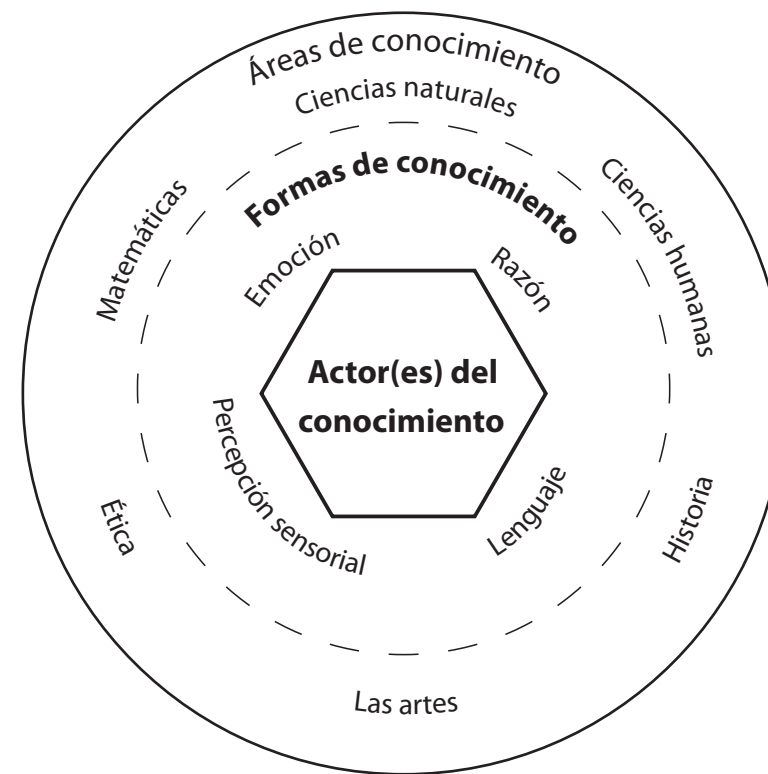 Áreas de conocimiento
Ciencias naturales
Formas de conocimiento
Matemáticas
Ciencias humanas
Emoción
Razón
Actor(es) del
conocimiento
Percepción sensorial
Lenguaje
Ética
Historia
Las artes